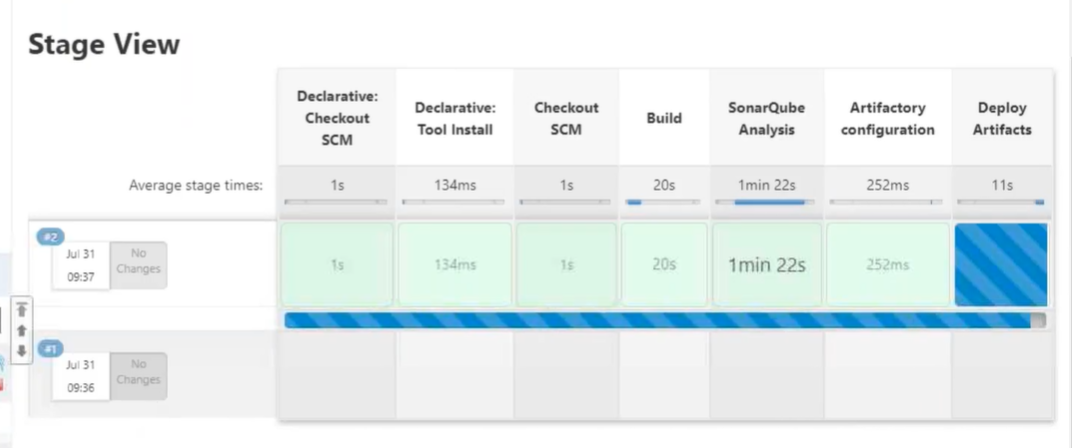 Stage View
Declarative:
Checkout
SCM
Declarative:
Tool Install
Checkout
SCM
Build
SonarQube
Analysis
Artifactory
configuration
Deploy
Artifacts
Average stage times:
1s
134ms
1s
20s
1min 22s
252ms
11s
#2
Jul 31
09:37
No
Changes
1s
134ms
1s
20s
1min 22s
252ms
#1
Jul 31
09:36
No
Changes